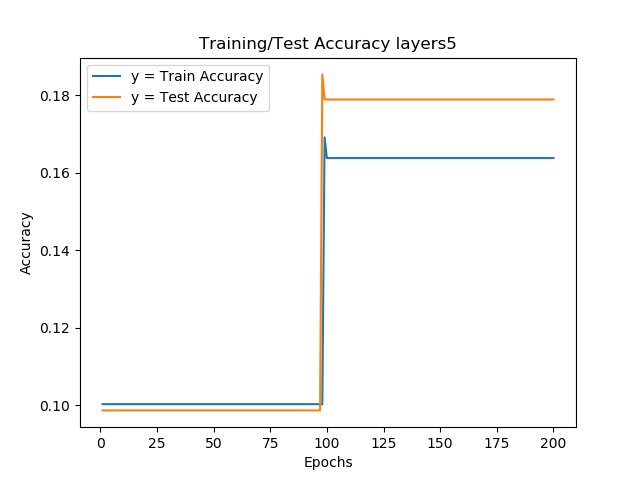 Training/Test Accuracy layers5
y = Train Accuracy
y = Test Accuracy
Accuracy
0.18
0.16
0.14
0.12
0.10
0 25 50 75 100 125 150 175 200
Epochs